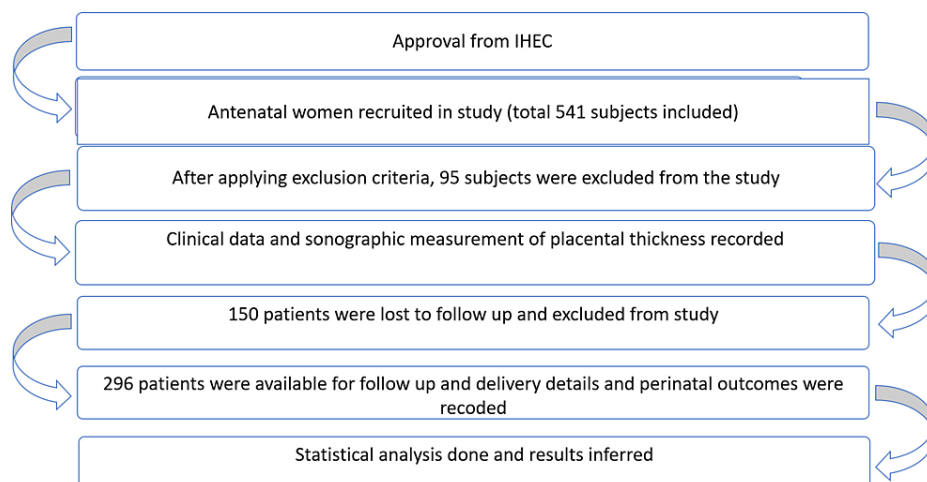 Approval from IHEC
Antenatal women recruited in study (total 541 subjects included)
After applying exclusion criteria, 95 subjects were excluded from the study
Clinical data and sonographic measurement of placental thickness recorded
150 patients were lost to follow up and excluded from study
296 patients were available for follow up and delivery details and perinatal outcomes were
recoded
Statistical analysis done and results inferred